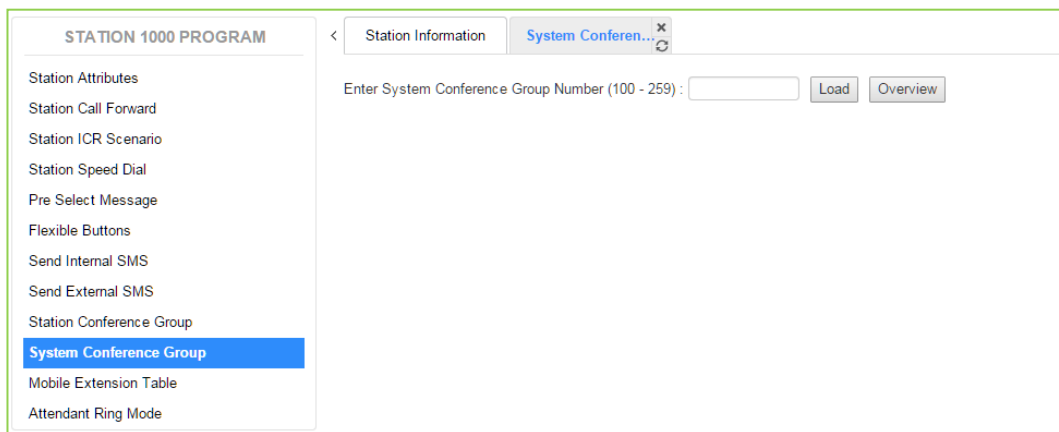 STATION 1000 PROGRAM
Station Attributes
Station Call Forward
Station ICR Scenario
Station Speed Dial
Pre Select Message
Flexible Buttons
Send Internal SMS
Send External SMS
Station Conference Group
System Conference Group
Mobile Extension Table
Attendant Ring Mode
Station Information
System Conferen...
Enter System Conference Group Number (100 - 259) :
Load
Overview